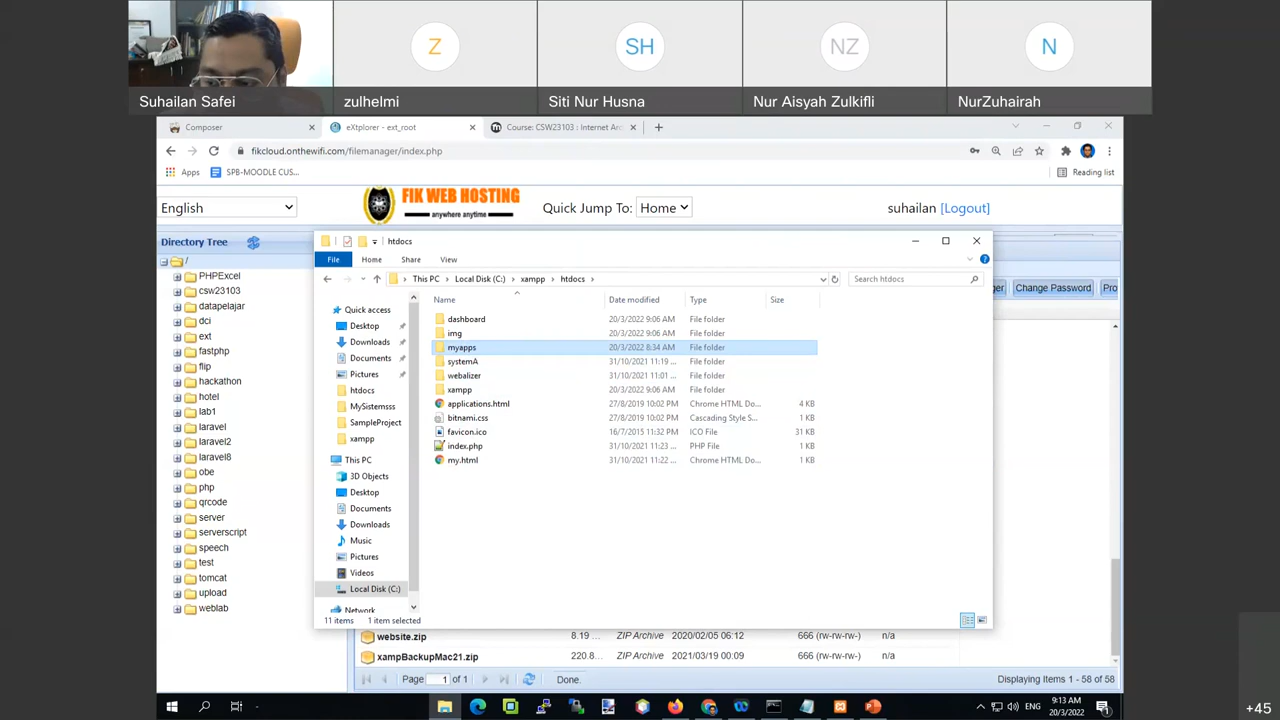 Z
SH
NZ
N
Suhailan Safei
zulhelmi
Siti Nur Husna
Nur Aisyah Zulkifli
NurZuhairah
Composer
eXtplorer - ext_root
Course: CSW23103 : Internet Arc
fikcloud.onthewifi.com/filemanager/index.php
Apps
SPB-MOODLE CUS...
Reading list
English
FIK WEB HOSTING
anywhere anytime
Quick Jump To:
Home
suhailan [Logout]
Directory Tree
/
PHPExcel
csw23103
datapelajar
dci
ext
fastphp
flip
hackathon
hotel
lab1
laravel
laravel2
laravel8
obe
php
qrcode
server
serverscript
speech
test
tomcat
upload
weblab
htdocs
File
Home
Share
View
This PC
Local Disk (C:)
xampp
htdocs
Search htdocs
Change Password
Quick access
Desktop
Downloads
Documents
Pictures
htdocs
MySistemsss
SampleProject
xampp
This PC
3D Objects
Desktop
Documents
Downloads
Music
Pictures
Videos
Local Disk (C:)
Network
Name Date modified Type Size
dashboard 20/3/2022 9:06 AM File folder
img 20/3/2022 9:06 AM File folder
myapps 20/3/2022 8:34 AM File folder
systemA 31/10/2021 11:19 ... File folder
webalizer 31/10/2021 11:01 ... File folder
xampp 20/3/2022 9:06 AM File folder
applications.html 27/8/2019 10:02 PM Chrome HTML Do... 4 KB
bitnami.css 27/8/2019 10:02 PM Cascading Style S... 1 KB
favicon.ico 16/7/2015 11:32 PM ICO File 31 KB
index.php 31/10/2021 11:23 ... PHP File 1 KB
my.html 31/10/2021 11:22 ... Chrome HTML Do... 1 KB
11 items 1 item selected
website.zip 8.19 ... ZIP Archive 2020/02/05 06:12 666 (rw-rw-rw-) n/a
xampBackupMac21.zip 220.8... ZIP Archive 2021/03/19 00:09 666 (rw-rw-rw-) n/a
Page 1 of 1
Done.
Displaying Items 1 - 58 of 58
ENG
9:13 AM
20/3/2022
+45